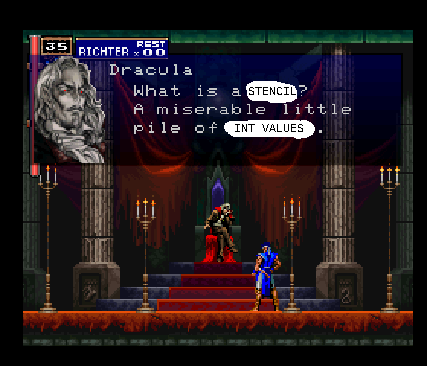 35
RICHTER REST × 00
Dracula
What is a STENCIL?
A miserable little
pile of INT VALUES.